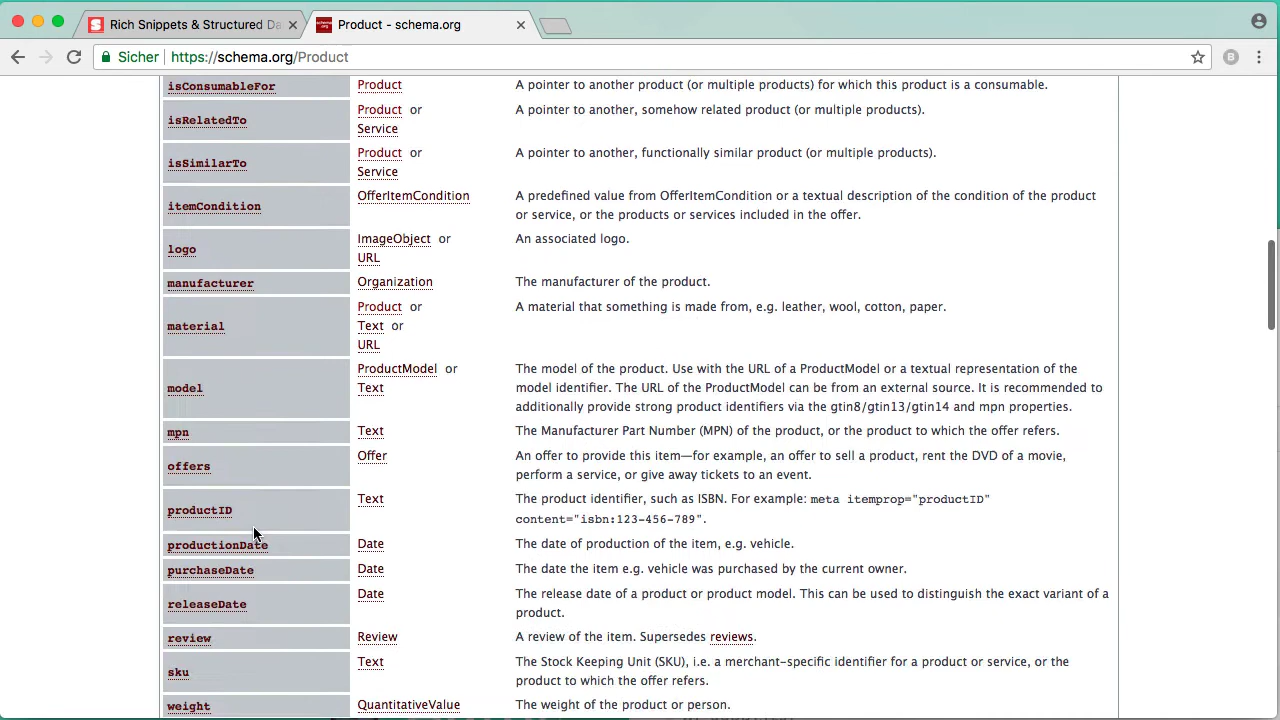 Rich Snippets & Structured Da
Product - schema.org
Sicher https://schema.org/Product
isConsumableFor Product A pointer to another product (or multiple products) for which this product is a consumable.
isRelatedTo Product or A pointer to another, somehow related product (or multiple products).
Service
isSimilarTo Product or A pointer to another, functionally similar product (or multiple products).
Service
itemCondition OfferItemCondition A predefined value from OfferItemCondition or a textual description of the condition of the product
or service, or the products or services included in the offer.
logo ImageObject or An associated logo.
URL
manufacturer Organization The manufacturer of the product.
material Product or A material that something is made from, e.g. leather, wool, cotton, paper.
Text or
URL
model ProductModel or The model of the product. Use with the URL of a ProductModel or a textual representation of the
Text model identifier. The URL of the ProductModel can be from an external source. It is recommended to
additionally provide strong product identifiers via the gtin8/gtin13/gtin14 and mpn properties.
mpn Text The Manufacturer Part Number (MPN) of the product, or the product to which the offer refers.
offers Offer An offer to provide this item—for example, an offer to sell a product, rent the DVD of a movie,
perform a service, or give away tickets to an event.
productID Text The product identifier, such as ISBN. For example: meta itemprop="productID"
content="isbn:123-456-789".
productionDate Date The date of production of the item, e.g. vehicle.
purchaseDate Date The date the item e.g. vehicle was purchased by the current owner.
releaseDate Date The release date of a product or product model. This can be used to distinguish the exact variant of a
product.
review Review A review of the item. Supersedes reviews.
sku Text The Stock Keeping Unit (SKU), i.e. a merchant-specific identifier for a product or service, or the
product to which the offer refers.
weight QuantitativeValue The weight of the product or person.